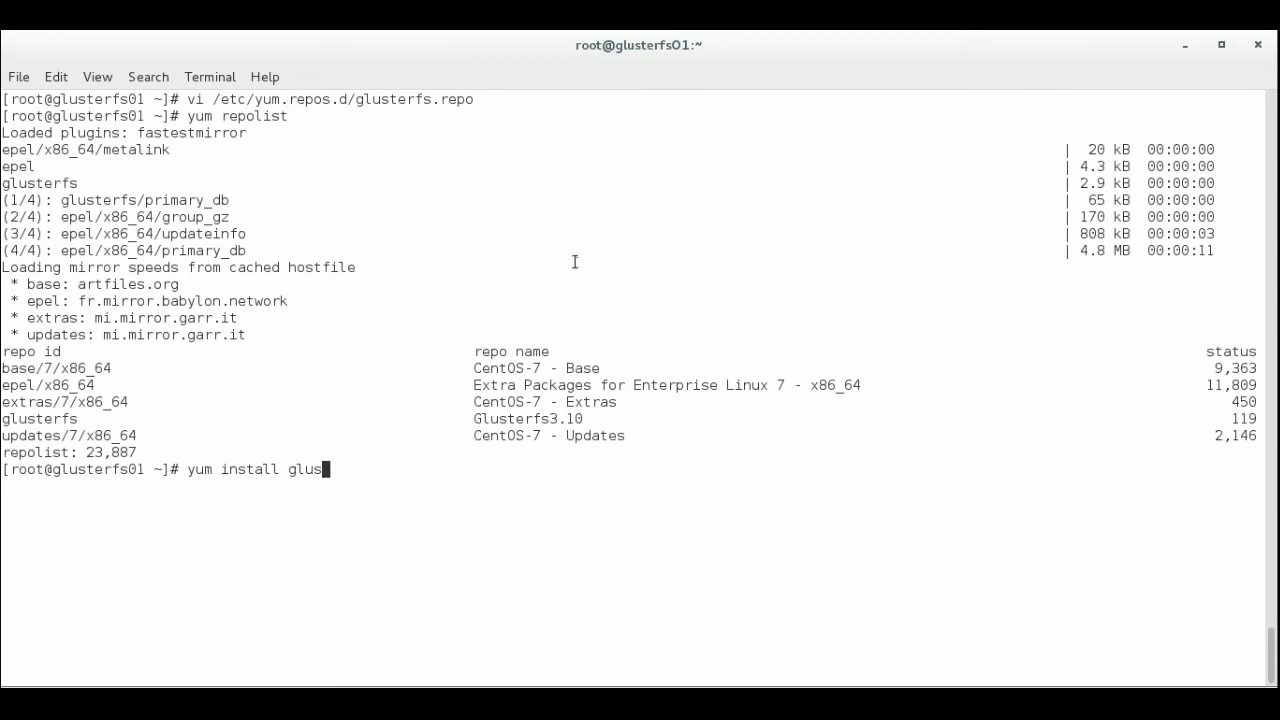 root@glusterfs01:~
File Edit View Search Terminal Help
[root@glusterfs01 ~]# vi /etc/yum.repos.d/glusterfs.repo
[root@glusterfs01 ~]# yum repolist
Loaded plugins: fastestmirror
epel/x86_64/metalink | 20 kB 00:00:00
epel | 4.3 kB 00:00:00
glusterfs | 2.9 kB 00:00:00
(1/4): glusterfs/primary_db | 65 kB 00:00:00
(2/4): epel/x86_64/group_gz | 170 kB 00:00:00
(3/4): epel/x86_64/updateinfo | 808 kB 00:00:03
(4/4): epel/x86_64/primary_db | 4.8 MB 00:00:11
Loading mirror speeds from cached hostfile
* base: artfiles.org
* epel: fr.mirror.babylon.network
* extras: mi.mirror.garr.it
* updates: mi.mirror.garr.it
repo id repo name status
base/7/x86_64 CentOS-7 - Base 9,363
epel/x86_64 Extra Packages for Enterprise Linux 7 - x86_64 11,809
extras/7/x86_64 CentOS-7 - Extras 450
glusterfs Glusterfs3.10 119
updates/7/x86_64 CentOS-7 - Updates 2,146
repolist: 23,887
[root@glusterfs01 ~]# yum install glus